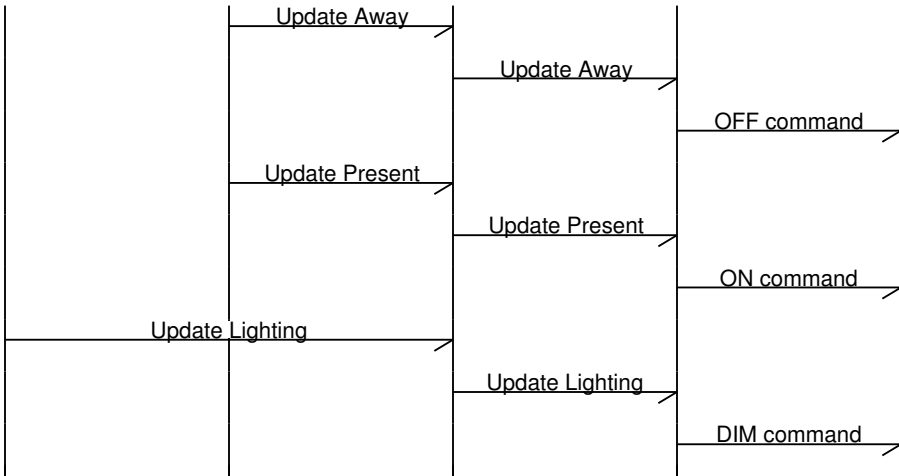 Update Away
Update Away
OFF command
Update Present
Update Present
ON command
Update Lighting
Update Lighting
DIM command